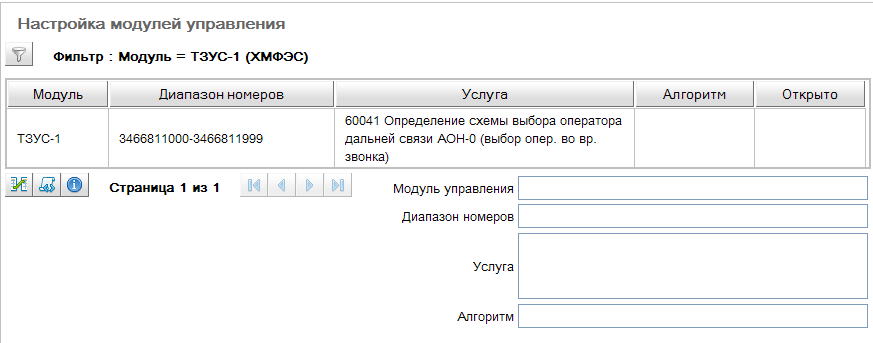 Настройка модулей управления
Фильтр : Модуль = ТЗУС-1 (ХМФЭС)
Модуль Диапазон номеров Услуга Алгоритм Открыто
60041 Определение схемы выбора оператора
ТЗУС-1 3466811000-3466811999 дальней связи АОН-0 (выбор опер. во вр.
звонка)
Страница 1 из 1
Модуль управления
Диапазон номеров
Услуга
Алгоритм